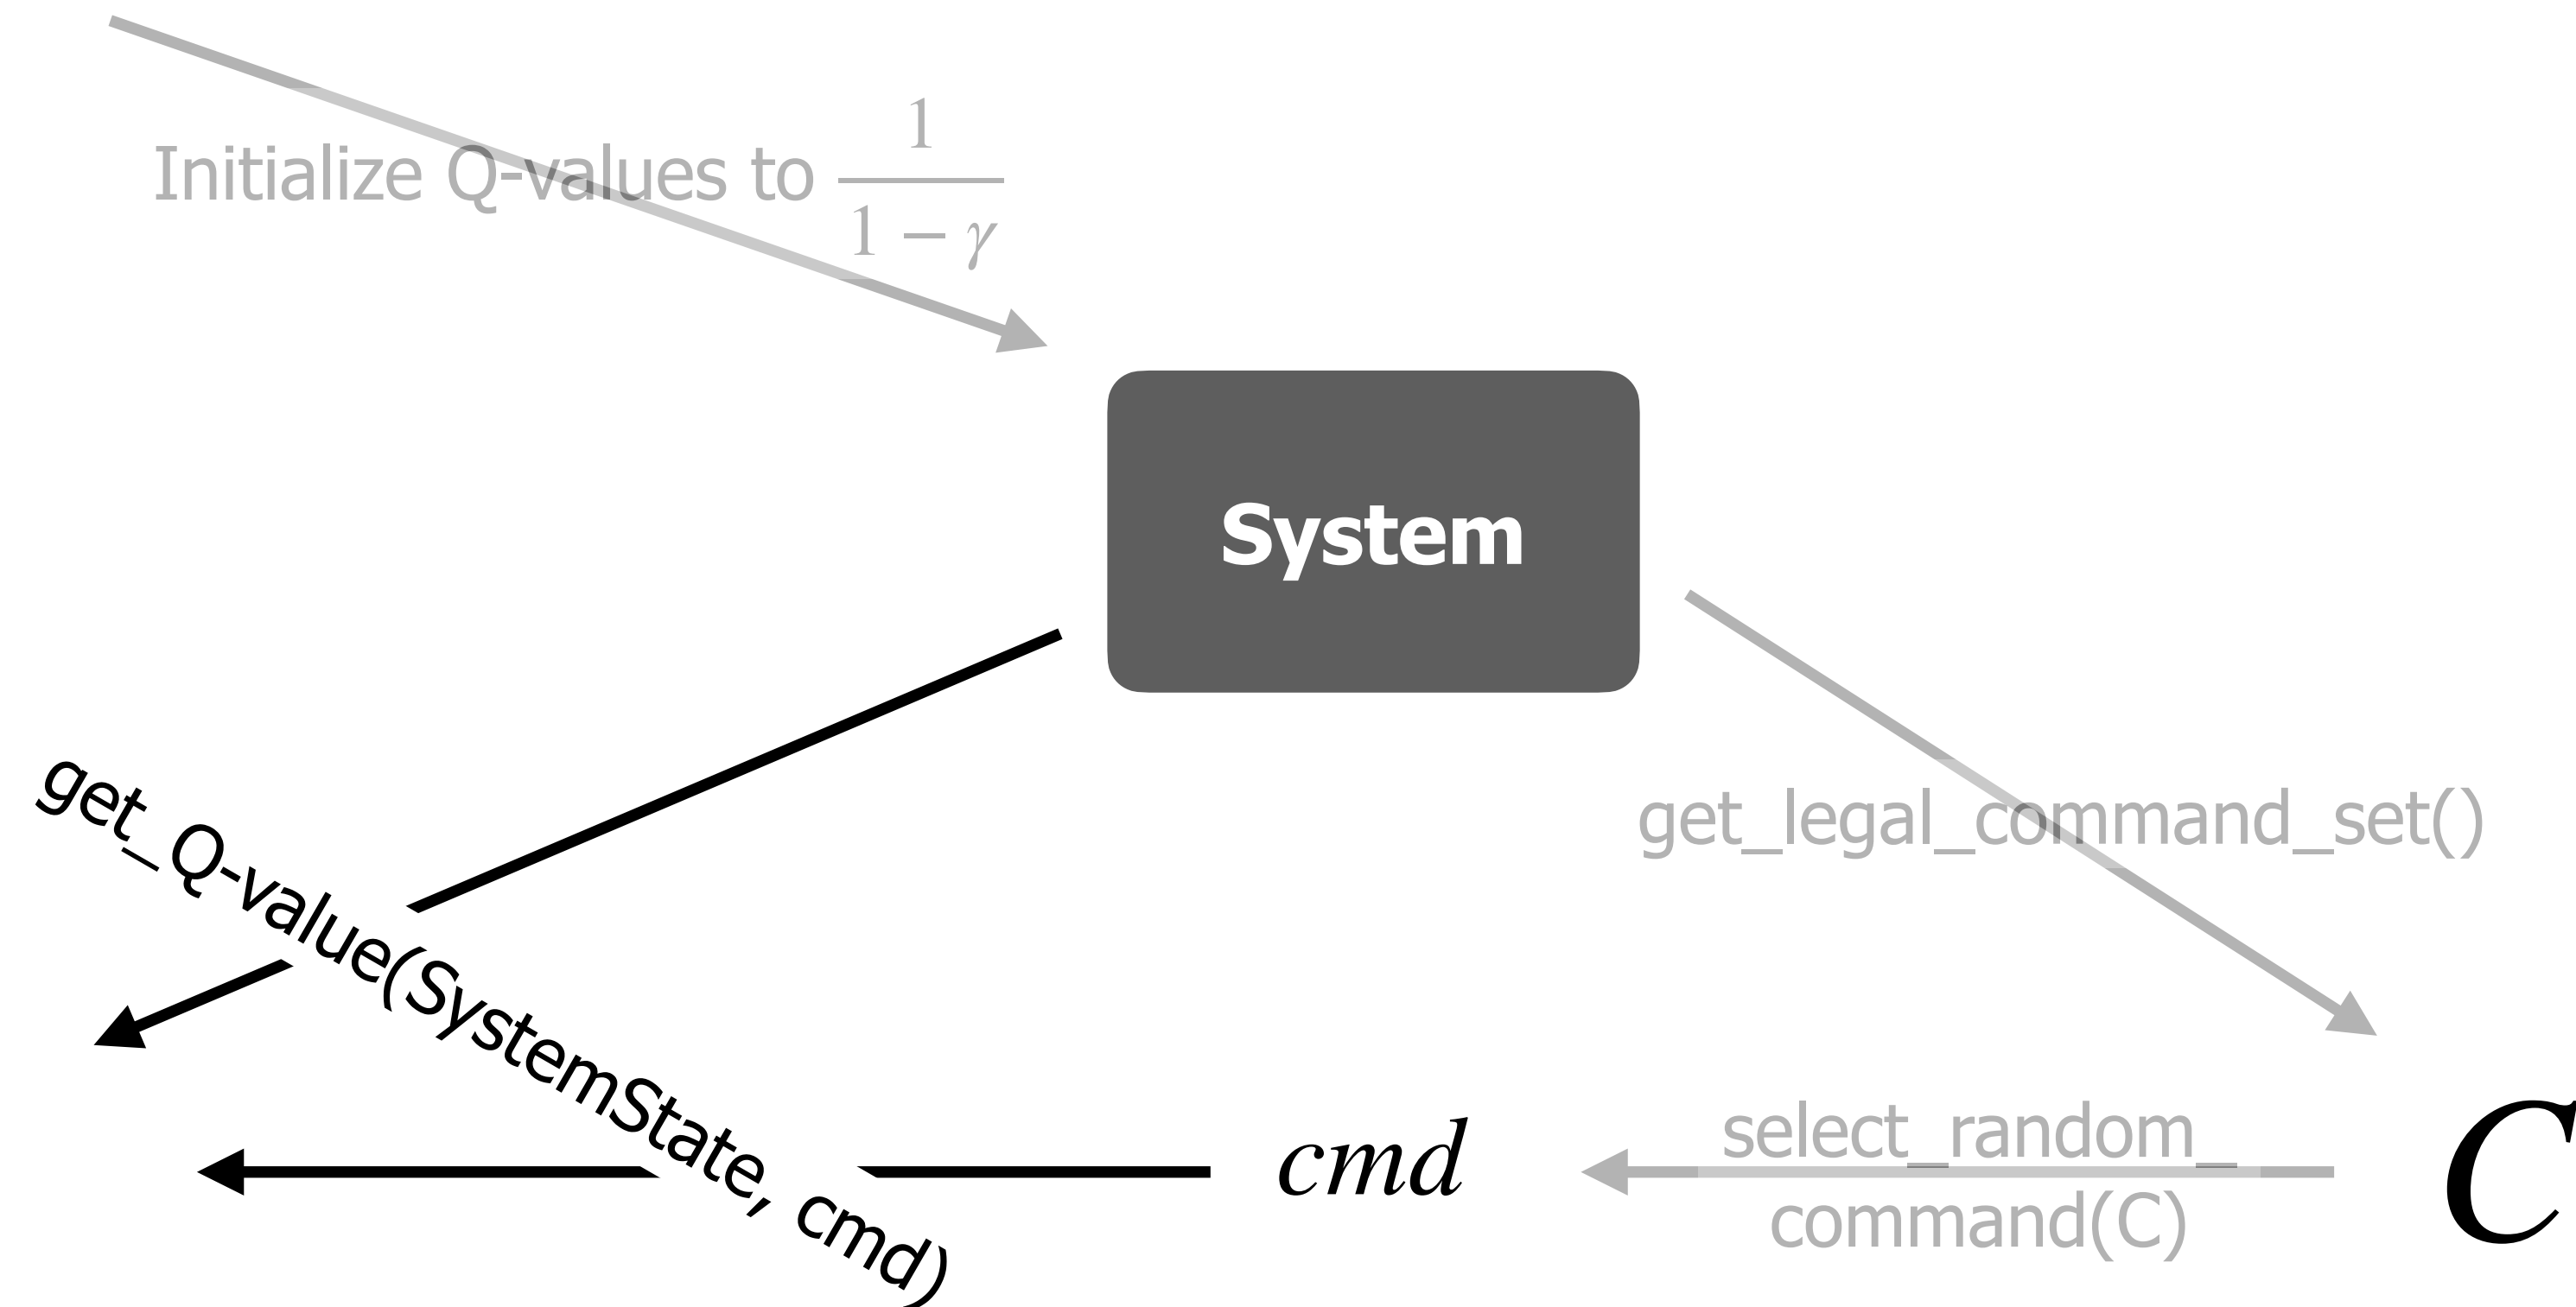 Initialize Q-values to 1 / 1 − γ
System
get_legal_command_set()
get_Q-value(SystemState, cmd)
cmd
select_random_
command(C)
C